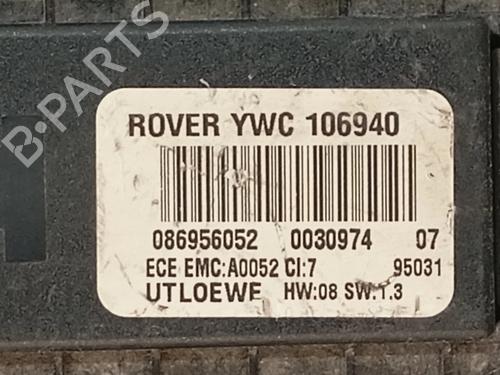 ROVER YWC 106940
086956052 0030974 07
ECE EMC:A0052 CI:7 95031
UTLOEWE HW:08 SW:1.3
B-PARTS